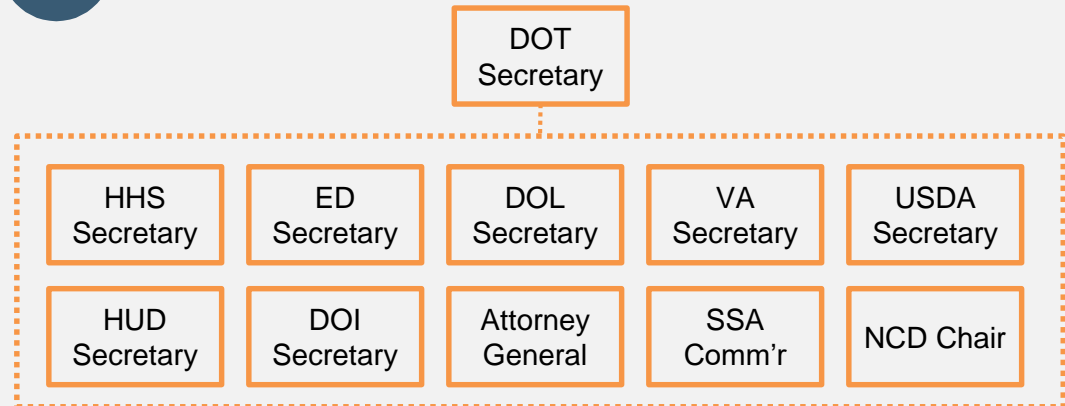 DOT
Secretary
HHS
Secretary
ED
Secretary
DOL
Secretary
VA
Secretary
USDA
Secretary
HUD
Secretary
DOI
Secretary
Attorney
General
SSA
Comm’r
NCD Chair